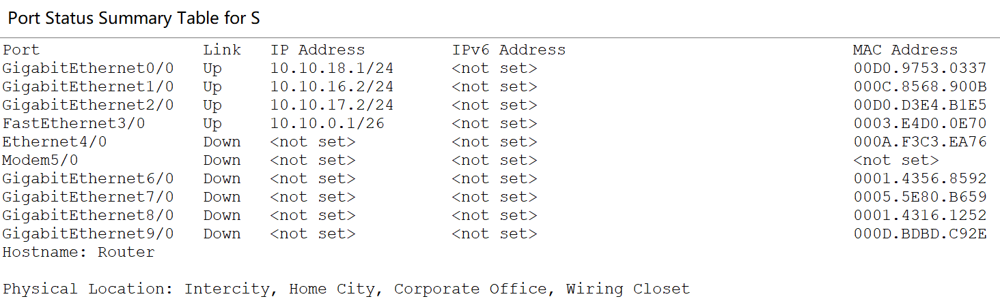 Port Status Summary Table for S
Port Link IP Address IPv6 Address MAC Address
GigabitEthernet0/0 Up 10.10.18.1/24 <not set> 00D0.9753.0337
GigabitEthernet1/0 Up 10.10.16.2/24 <not set> 000C.8568.900B
GigabitEthernet2/0 Up 10.10.17.2/24 <not set> 00D0.D3E4.B1E5
FastEthernet3/0 Up 10.10.0.1/26 <not set> 0003.E4D0.0E70
Ethernet4/0 Down <not set> <not set> 000A.F3C3.EA76
Modem5/0 Down <not set> <not set> <not set>
GigabitEthernet6/0 Down <not set> <not set> 0001.4356.8592
GigabitEthernet7/0 Down <not set> <not set> 0005.5E80.B659
GigabitEthernet8/0 Down <not set> <not set> 0001.4316.1252
GigabitEthernet9/0 Down <not set> <not set> 000D.BDBD.C92E
Hostname: Router
Physical Location: Intercity, Home City, Corporate Office, Wiring Closet